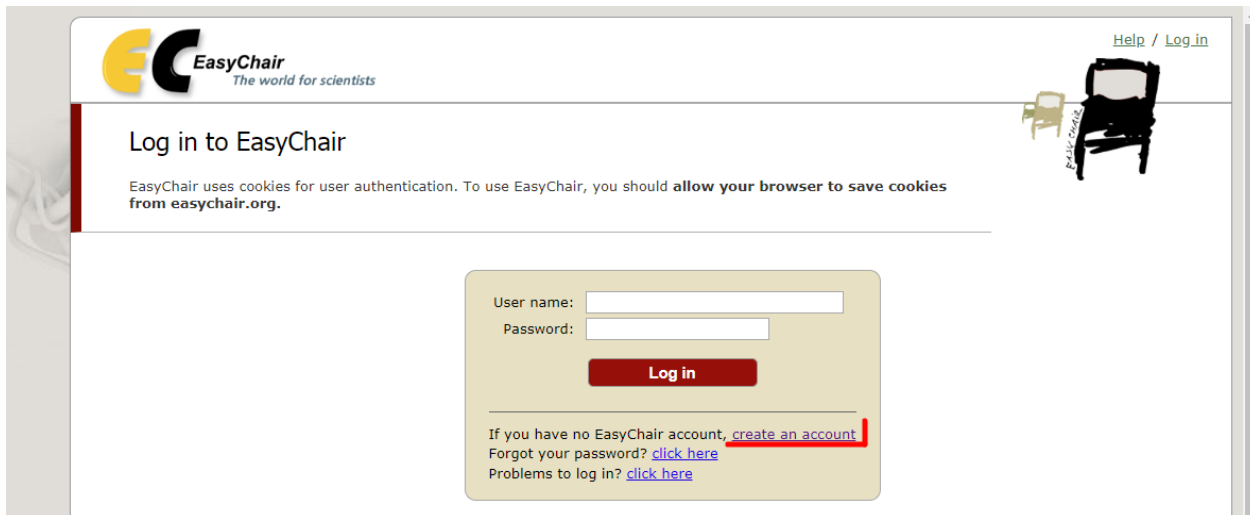 EC EasyChair
The world for scientists
Help / Log in
EASY CHAIR
Log in to EasyChair
EasyChair uses cookies for user authentication. To use EasyChair, you should allow your browser to save cookies
from easychair.org.
User name:
Password:
Log in
If you have no EasyChair account, create an account
Forgot your password? click here
Problems to log in? click here